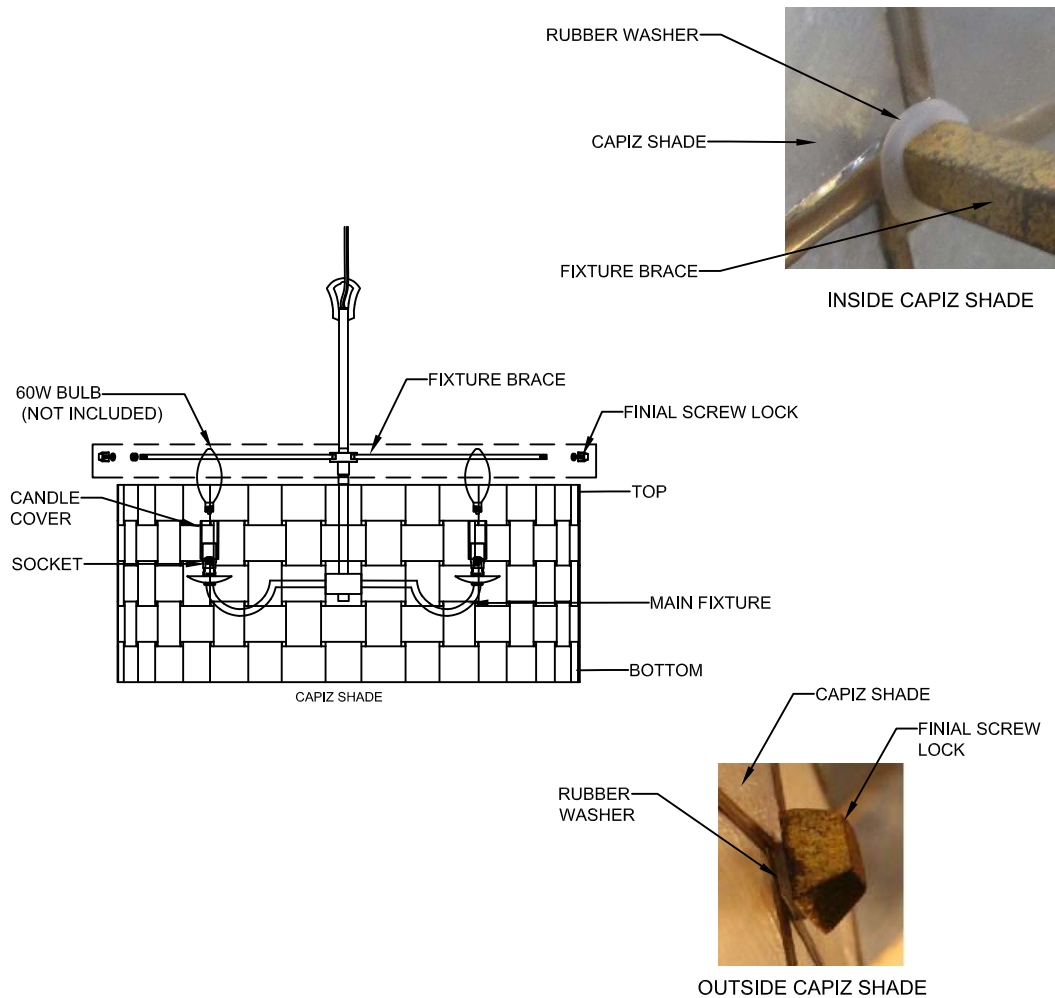 RUBBER WASHER
CAPIZ SHADE
FIXTURE BRACE
INSIDE CAPIZ SHADE
60W BULB
(NOT INCLUDED)
FIXTURE BRACE
FINIAL SCREW LOCK
CANDLE
COVER
TOP
SOCKET
MAIN FIXTURE
BOTTOM
CAPIZ SHADE
CAPIZ SHADE
FINIAL SCREW
LOCK
RUBBER
WASHER
OUTSIDE CAPIZ SHADE